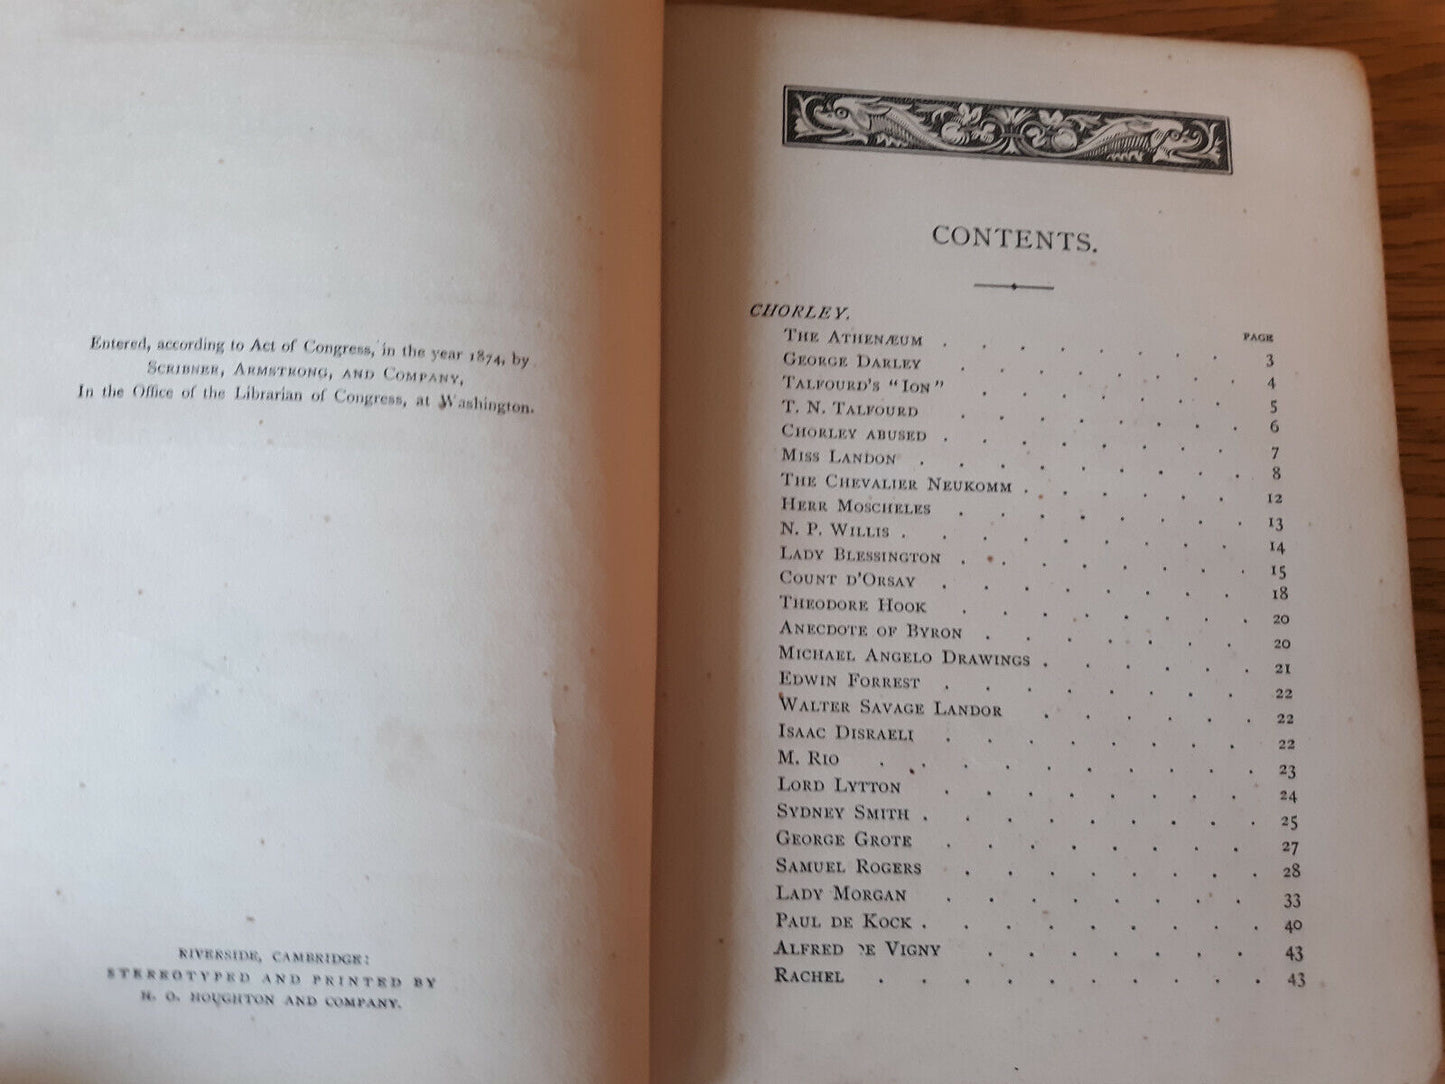 Entered, according to Act of Congress, in the year 1874, by
SCRIBNER, ARMSTRONG, AND COMPANY,
In the Office of the Librarian of Congress, at Washington.
RIVERSIDE, CAMBRIDGE:
STEREOTYPED AND PRINTED BY
H. O. HOUGHTON AND COMPANY.
CONTENTS.
CHORLEY.
PAGE
THE ATHENÆUM . . . . . . . . 3
GEORGE DARLEY . . . . . . . . 4
TALFOURD'S "ION" . . . . . . . 5
T. N. TALFOURD . . . . . . . . 6
CHORLEY ABUSED . . . . . . . . 7
MISS LANDON . . . . . . . . . 8
THE CHEVALIER NEUKOMM . . . . . . 12
HERR MOSCHELES . . . . . . . . 13
N. P. WILLIS . . . . . . . . . 14
LADY BLESSINGTON . . . . . . . . 15
COUNT D'ORSAY . . . . . . . . 18
THEODORE HOOK . . . . . . . . 20
ANECDOTE OF BYRON . . . . . . . 20
MICHAEL ANGELO DRAWINGS . . . . . . 21
EDWIN FORREST . . . . . . . . 22
WALTER SAVAGE LANDOR . . . . . . 22
ISAAC DISRAELI . . . . . . . . 22
M. RIO . . . . . . . . . . 23
LORD LYTTON . . . . . . . . 24
SYDNEY SMITH . . . . . . . . . 25
GEORGE GROTE . . . . . . . . 27
SAMUEL ROGERS . . . . . . . . 28
LADY MORGAN . . . . . . . . 33
PAUL DE KOCK . . . . . . . . . 40
ALFRED DE VIGNY . . . . . . . 43
RACHEL . . . . . . . . . . 43